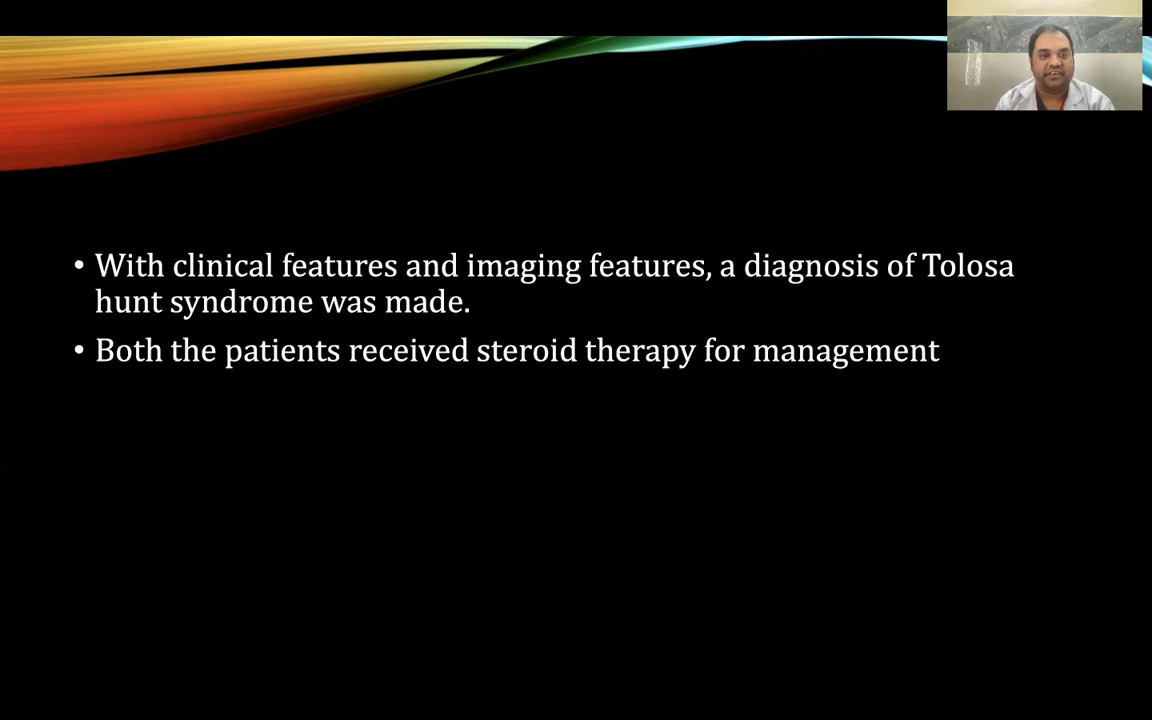 • With clinical features and imaging features, a diagnosis of Tolosa
hunt syndrome was made.
• Both the patients received steroid therapy for management